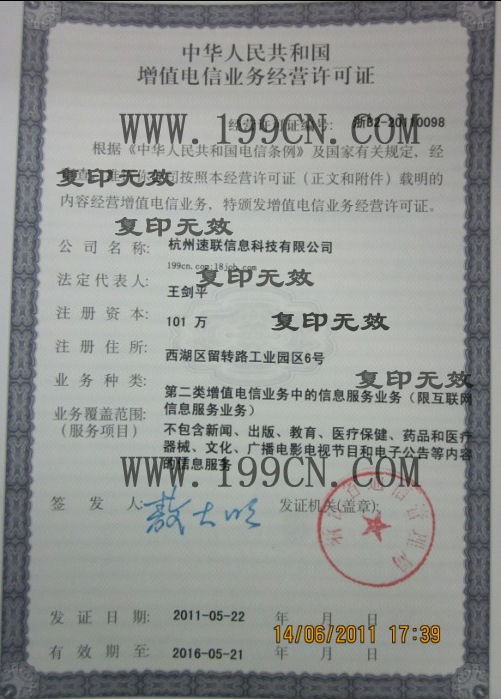 中华人民共和国
增值电信业务经营许可证
经营许可证编号: 浙B2-20110098
WWW.199CN.COM
根据《中华人民共和国电信条例》及国家有关规定，经
司按照本经营许可证（正文和附件）载明的
复印无效
内容经营增值电信业务，特颁发增值电信业务经营许可证。
复印无效
公司名称: 杭州速联信息科技有限公司
199cn.com;18job.com
复印无效
法定代表人: 王剑平
注册资本: 101 万
复印无效
注册住所: 西湖区留转路工业园区6号
复印无效
业务种类: 第二类增值电信业务中的信息服务业务（限互联网
信息服务业务）
业务覆盖范围:
(服务项目)
不包含新闻、出版、教育、医疗保健、药品和医疗
器械、文化、广播电影电视节目和电子公告等内容
的信息服务
WWW.199CN.COM
签发人: 发证机关(盖章):
发证日期: 2011-05-22 年 月 日
14/06/2011 17:39
有效期至: 2016-05-21 年 月 日